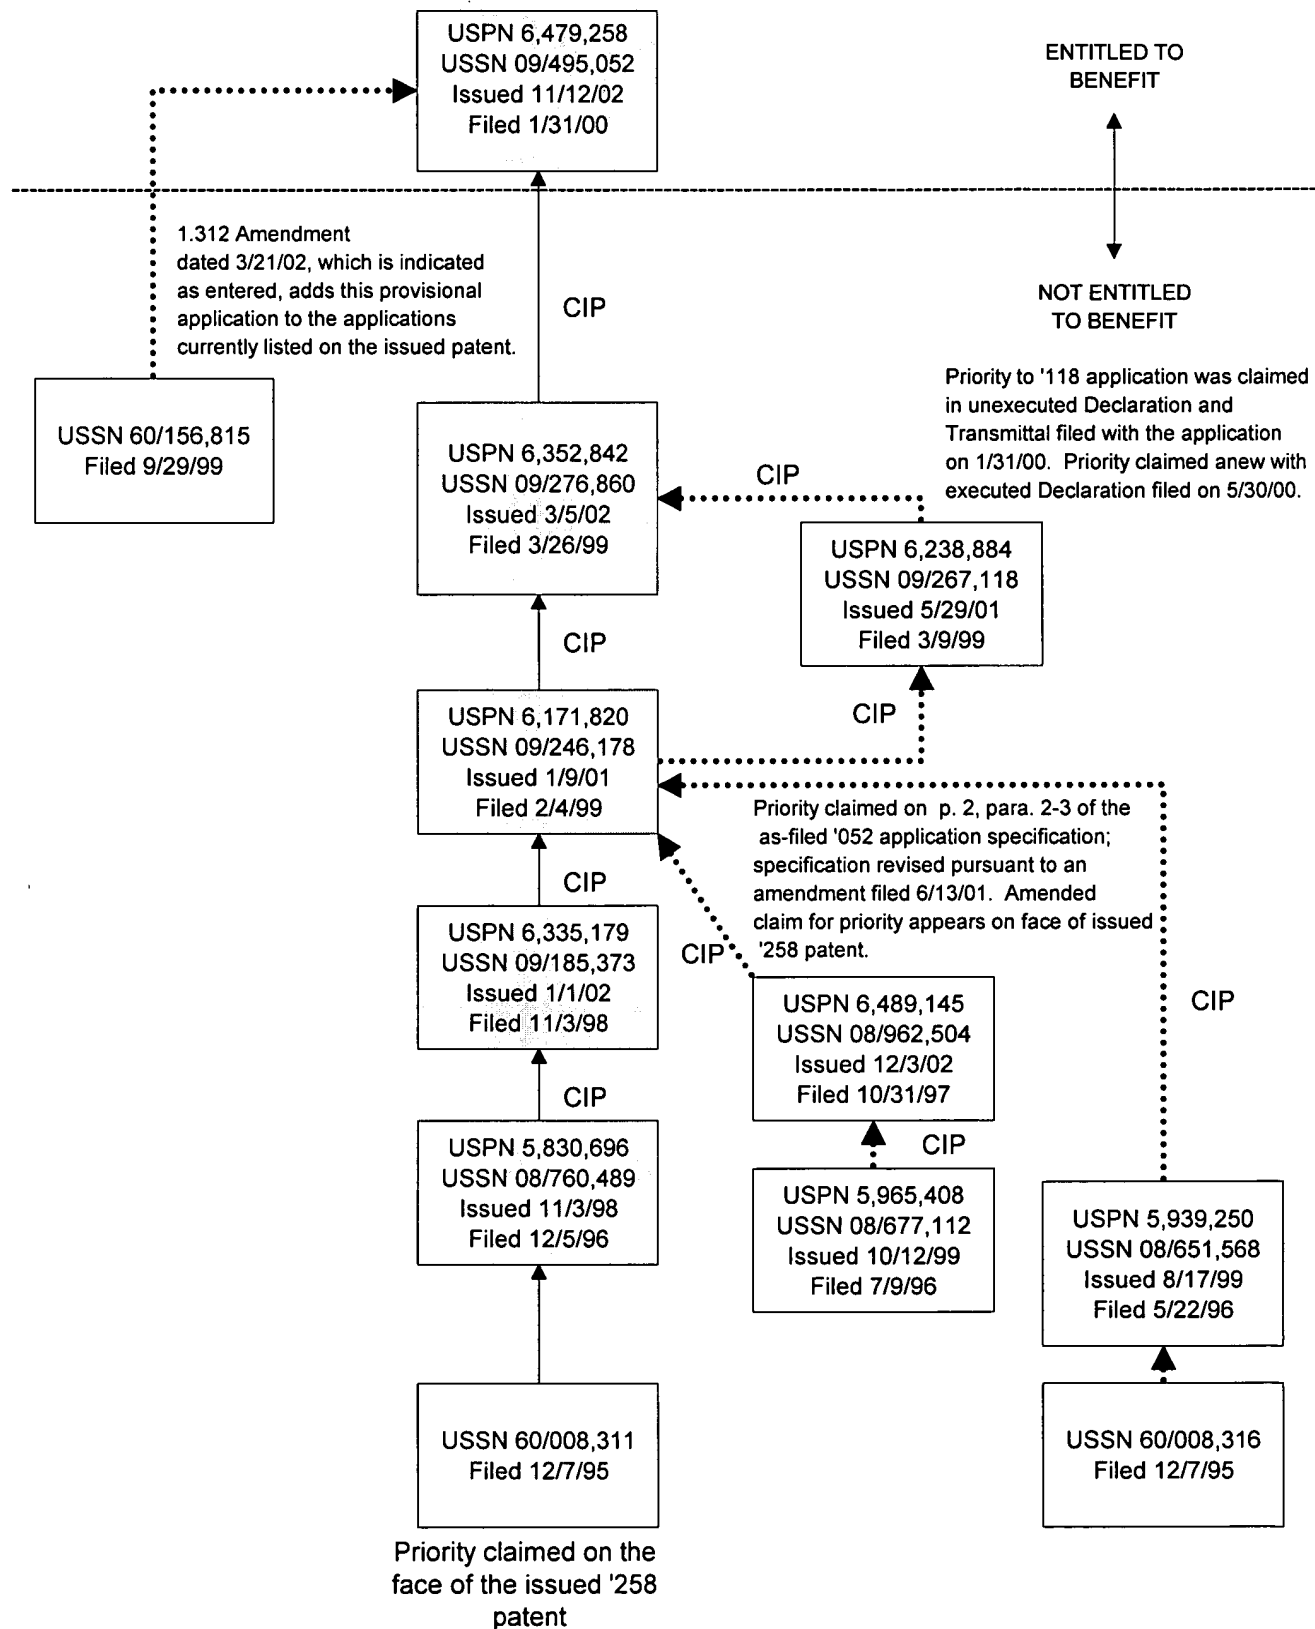 USPN 6,479,258
USSN 09/495,052
Issued 11/12/02
Filed 1/31/00
ENTITLED TO
BENEFIT
1.312 Amendment
dated 3/21/02, which is indicated
as entered, adds this provisional
application to the applications
currently listed on the issued patent.
CIP
NOT ENTITLED
TO BENEFIT
Priority to '118 application was claimed
in unexecuted Declaration and
Transmittal filed with the application
on 1/31/00. Priority claimed anew with
executed Declaration filed on 5/30/00.
USSN 60/156,815
Filed 9/29/99
USPN 6,352,842
USSN 09/276,860
Issued 3/5/02
Filed 3/26/99
CIP
USPN 6,238,884
USSN 09/267,118
Issued 5/29/01
Filed 3/9/99
CIP
CIP
USPN 6,171,820
USSN 09/246,178
Issued 1/9/01
Filed 2/4/99
Priority claimed on p. 2, para. 2-3 of the
as-filed '052 application specification;
specification revised pursuant to an
amendment filed 6/13/01. Amended
claim for priority appears on face of issued
'258 patent.
CIP
USPN 6,335,179
USSN 09/185,373
Issued 1/1/02
Filed 11/3/98
CIP
USPN 6,489,145
USSN 08/962,504
Issued 12/3/02
Filed 10/31/97
CIP
CIP
USPN 5,830,696
USSN 08/760,489
Issued 11/3/98
Filed 12/5/96
CIP
USPN 5,965,408
USSN 08/677,112
Issued 10/12/99
Filed 7/9/96
USPN 5,939,250
USSN 08/651,568
Issued 8/17/99
Filed 5/22/96
USSN 60/008,311
Filed 12/7/95
USSN 60/008,316
Filed 12/7/95
Priority claimed on the
face of the issued '258
patent